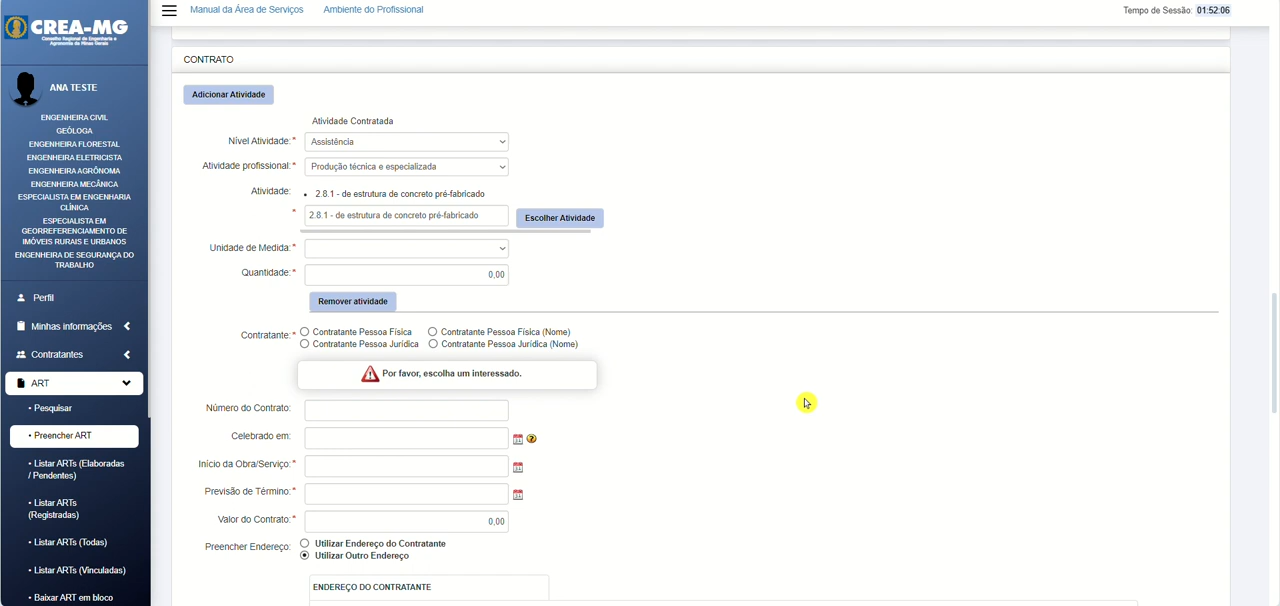 Manual da Área de Serviços
Ambiente do Profissional
Tempo de Sessão: 01:52:06
CREA-MG
Conselho Regional de Engenharia e
Agronomia de Minas Gerais
ANA TESTE
ENGENHEIRA CIVIL
GEÓLOGA
ENGENHEIRA FLORESTAL
ENGENHEIRA ELETRICISTA
ENGENHEIRA AGRÔNOMA
ENGENHEIRA MECÂNICA
ESPECIALISTA EM ENGENHARIA
CLÍNICA
ESPECIALISTA EM
GEORREFERENCIAMENTO DE
IMÓVEIS RURAIS E URBANOS
ENGENHEIRA DE SEGURANÇA DO
TRABALHO
Perfil
Minhas informações
Contratantes
ART
• Pesquisar
• Preencher ART
• Listar ARTs (Elaboradas
/ Pendentes)
• Listar ARTs
(Registradas)
• Listar ARTs (Todas)
• Listar ARTs (Vinculadas)
• Baixar ART em bloco
CONTRATO
Adicionar Atividade
Atividade Contratada
Nível Atividade:* Assistência
Atividade profissional:* Produção técnica e especializada
Atividade: • 2.8.1 - de estrutura de concreto pré-fabricado
* 2.8.1 - de estrutura de concreto pré-fabricado Escolher Atividade
Unidade de Medida:*
Quantidade:* 0,00
Remover atividade
Contratante:* Contratante Pessoa Física Contratante Pessoa Física (Nome)
Contratante Pessoa Jurídica Contratante Pessoa Jurídica (Nome)
Por favor, escolha um interessado.
Número do Contrato:
Celebrado em:
Início da Obra/Serviço:*
Previsão de Término:*
Valor do Contrato:* 0,00
Preencher Endereço: Utilizar Endereço do Contratante
Utilizar Outro Endereço
ENDEREÇO DO CONTRATANTE